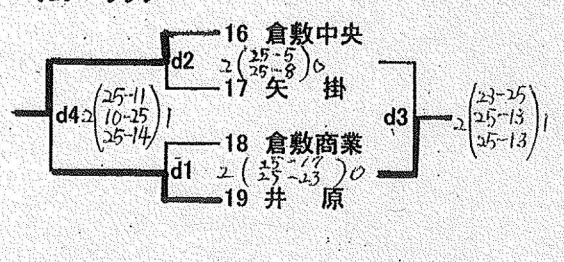 16 倉敷中央
d2 2(25-5 25-8)0
17 矢 掛
d4 2(25-11 10-25 25-14)1
d3 2(23-25 25-13 25-13)1
18 倉敷商業
d1 2(25-17 25-23)0
19 井 原